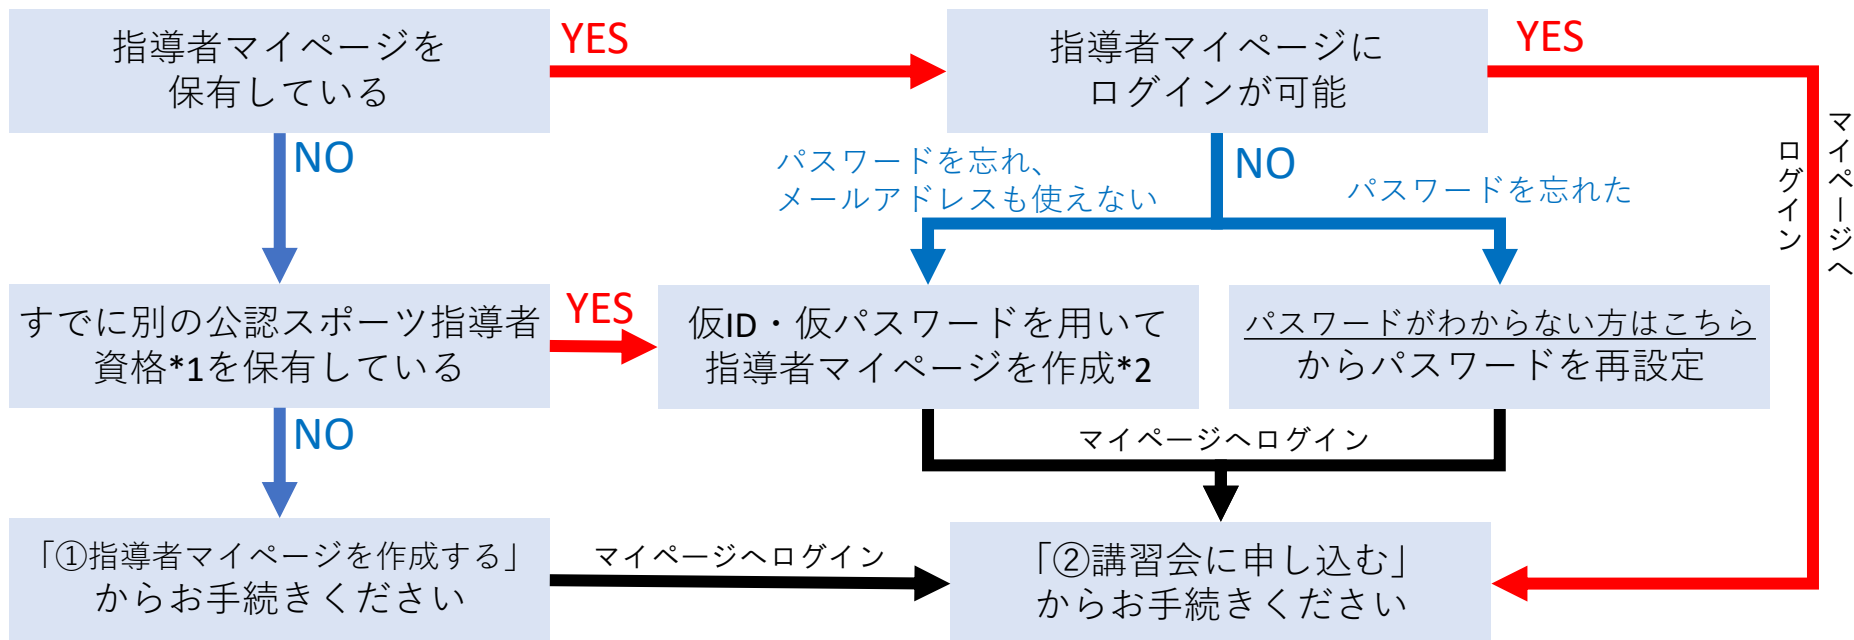 指導者マイページを
保有している
YES
指導者マイページに
ログインが可能
YES
NO
パスワードを忘れ、
メールアドレスも使えない
NO
パスワードを忘れた
マイページへ
ログイン
すでに別の公認スポーツ指導者
資格*1を保有している
YES
仮ID・仮パスワードを用いて
指導者マイページを作成*2
パスワードがわからない方はこちら
からパスワードを再設定
NO
マイページへログイン
「①指導者マイページを作成する」
からお手続きください
マイページへログイン
「②講習会に申し込む」
からお手続きください